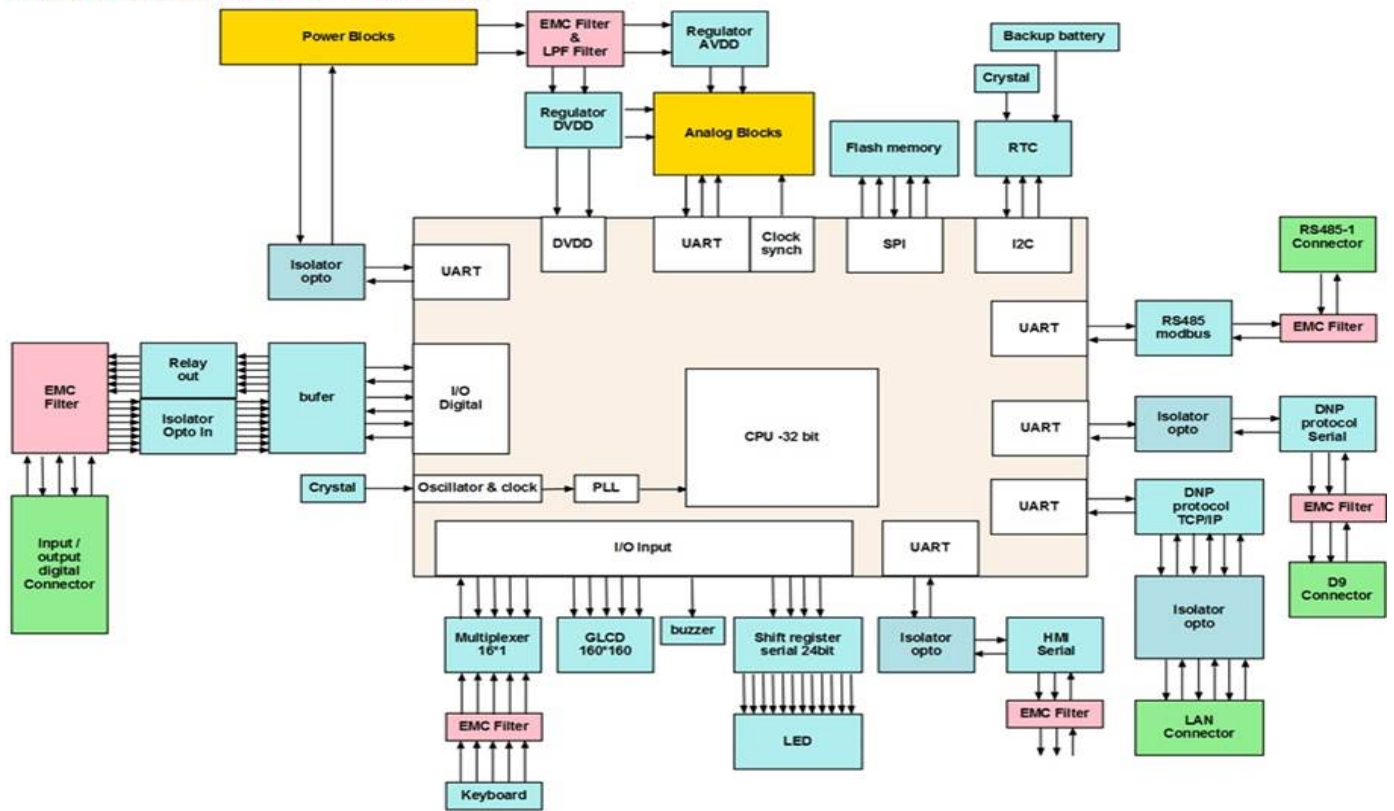 Power Blocks
EMC Filter
&
LPF Filter
Regulator
AVDD
Backup battery
Crystal
Regulator
DVDD
Analog Blocks
Flash memory
RTC
Isolator
opto
UART
DVDD
UART
Clock
synch
SPI
I2C
RS485-1
Connector
UART
RS485
modbus
EMC Filter
EMC
Filter
Relay
out
Isolator
Opto In
bufer
I/O
Digital
CPU -32 bit
UART
Isolator
opto
DNP
protocol
Serial
Crystal
Oscillator & clock
PLL
UART
DNP
protocol
TCP/IP
EMC Filter
Input /
output
digital
Connector
I/O Input
UART
D9
Connector
Multiplexer
16*1
GLCD
160*160
buzzer
Shift register
serial 24bit
Isolator
opto
HMI
Serial
Isolator
opto
EMC Filter
LED
EMC Filter
LAN
Connector
Keyboard